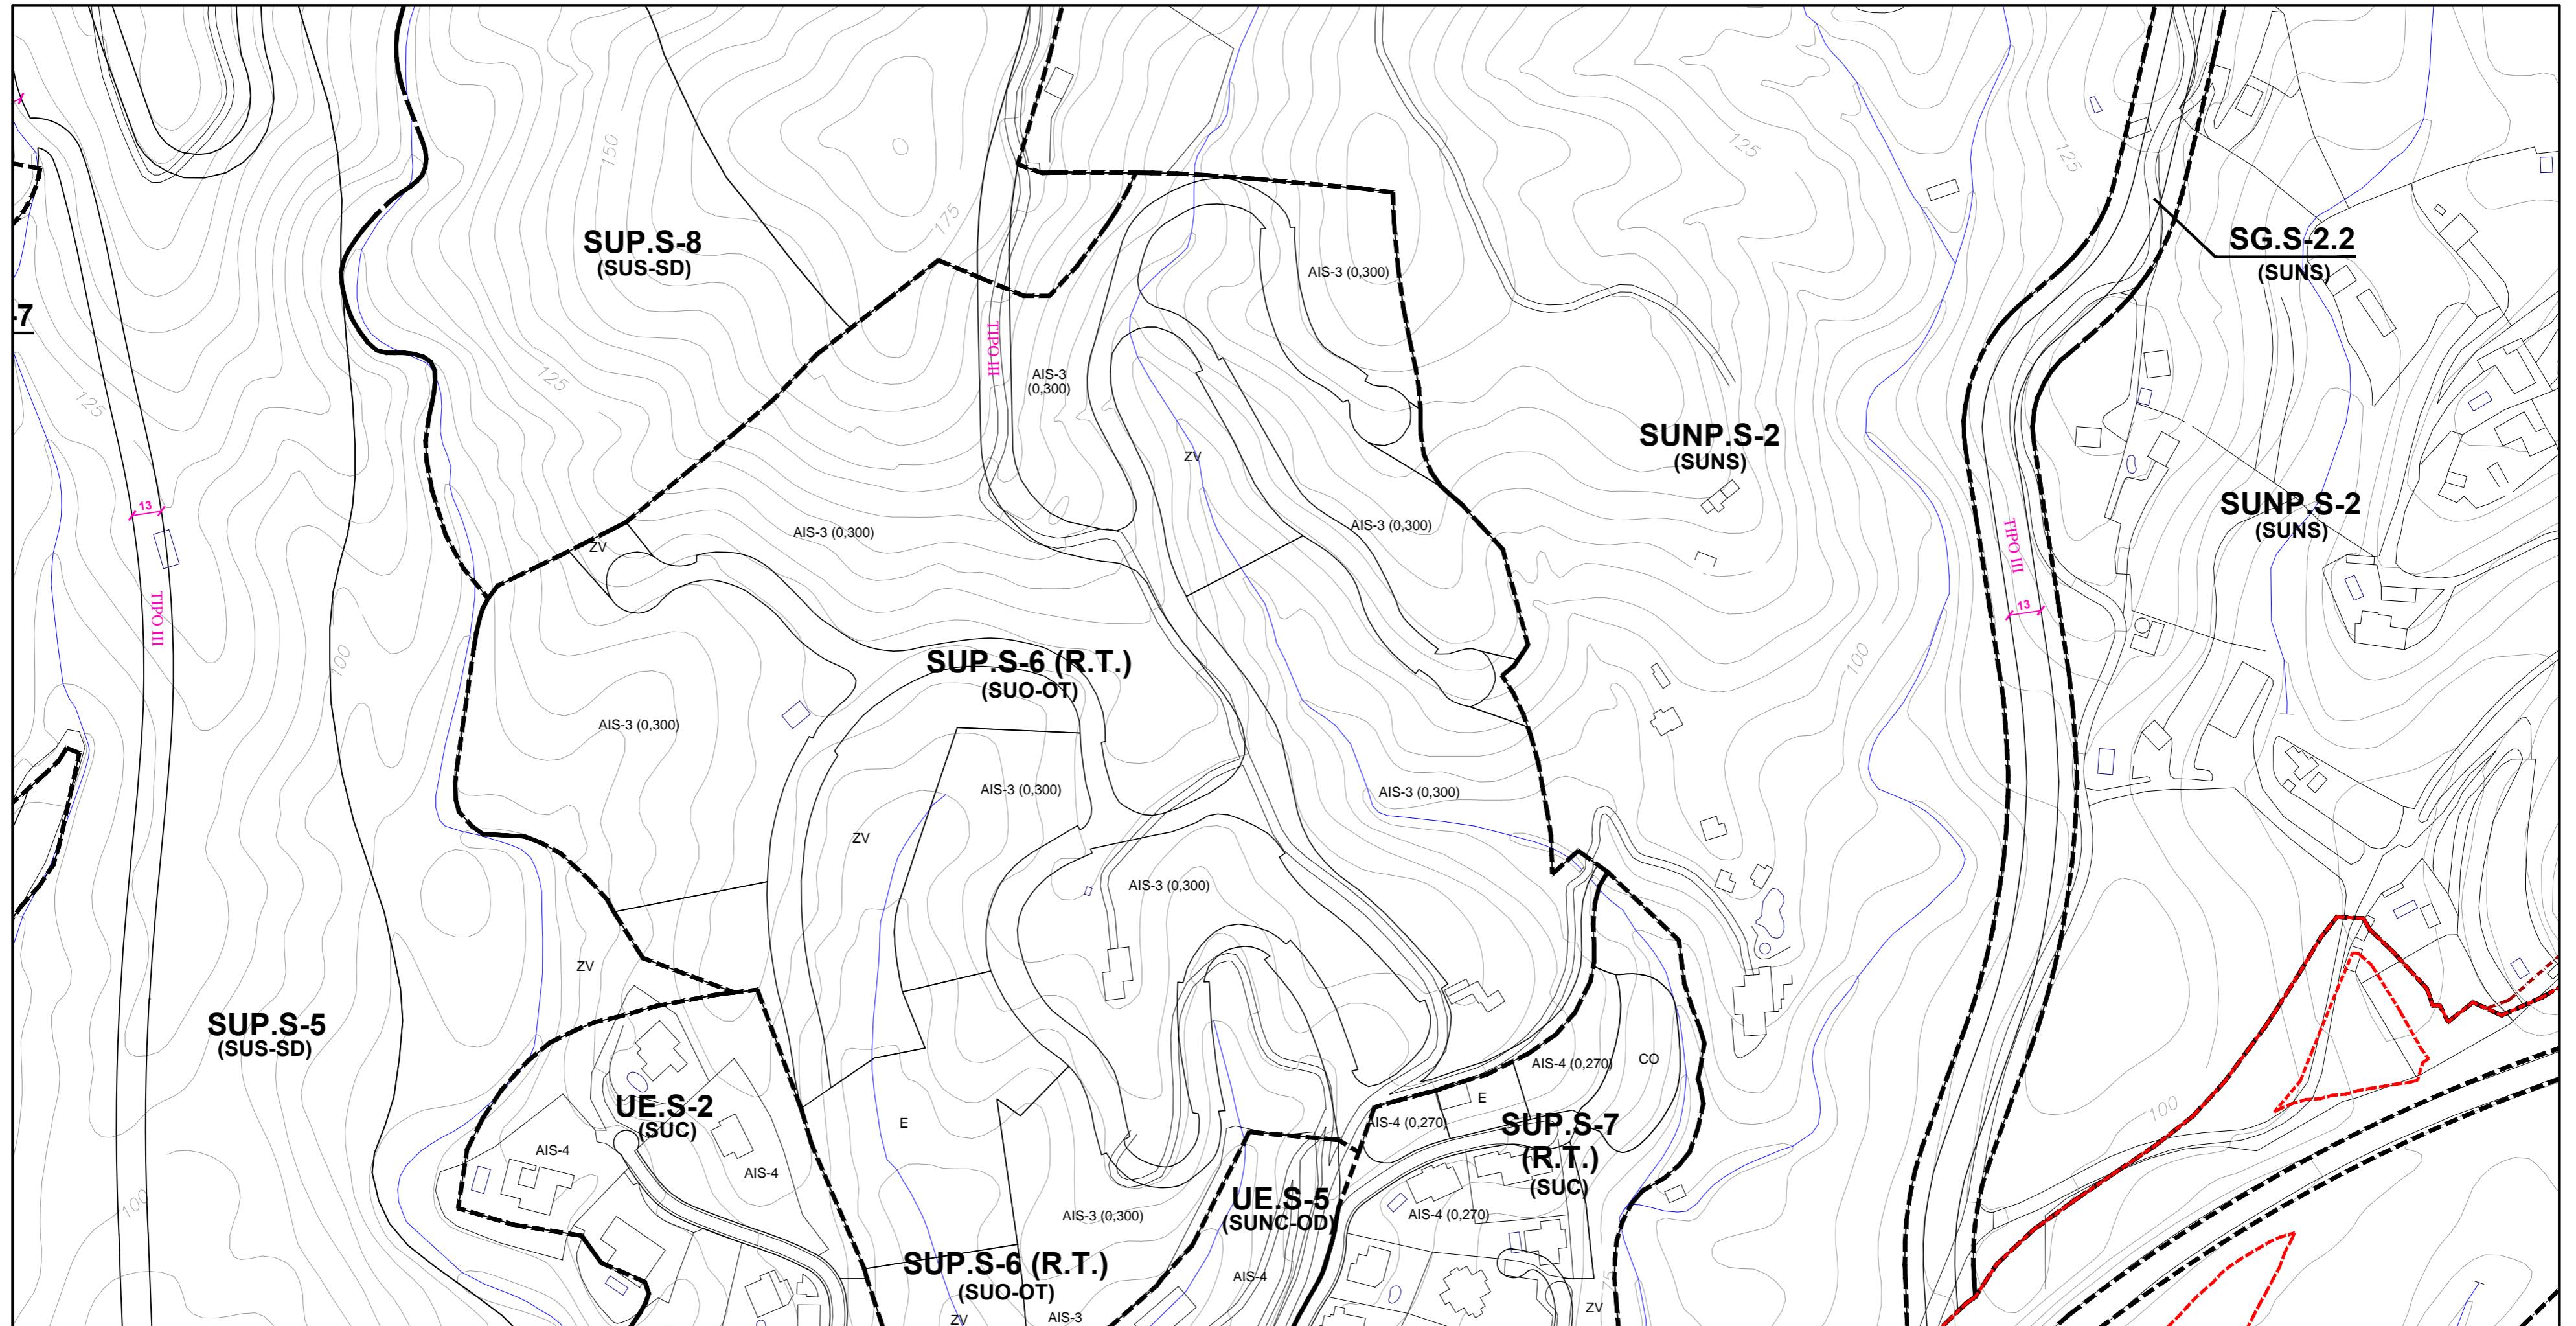 150
125
125
175
SUP.S-8
(SUS-SD)
SG.S-2.2
(SUNS)
AIS-3 (0,300)
-7
TIPO III
125
125
AIS-3
(0,300)
SUNP.S-2
(SUNS)
ZV
13
AIS-3 (0,300)
AIS-3 (0,300)
SUNP.S-2
(SUNS)
ZV
TIPO III
TIPO III
13
100
SUP.S-6 (R.T.)
(SUO-OT)
100
AIS-3 (0,300)
AIS-3 (0,300)
AIS-3 (0,300)
ZV
AIS-3 (0,300)
ZV
SUP.S-5
(SUS-SD)
AIS-4 (0,270)
CO
UE.S-2
(SUC)
E
E
AIS-4 (0,270)
SUP.S-7
(R.T.)
(SUC)
100
AIS-4
AIS-4
100
UE.S-5
(SUNC-OD)
AIS-3 (0,300)
AIS-4 (0,270)
SUP.S-6 (R.T.)
(SUO-OT)
AIS-4
75
ZV
AIS-3
ZV